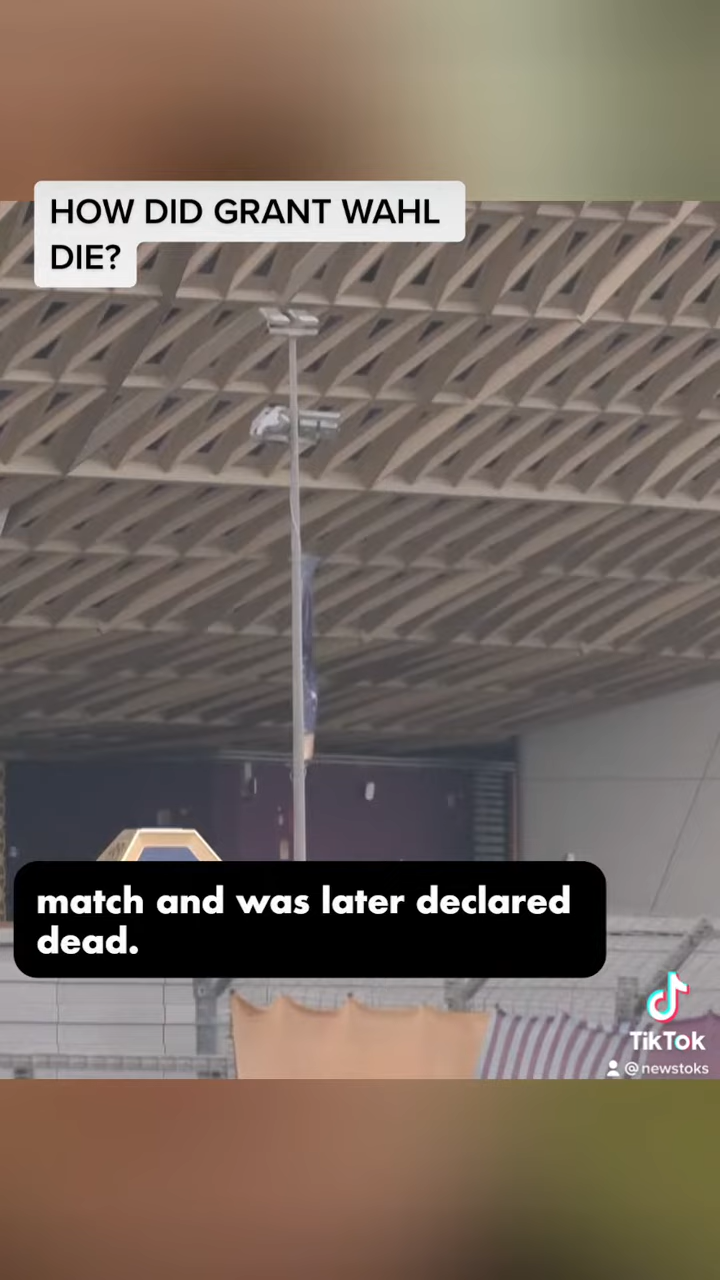 HOW DID GRANT WAHL
DIE?
match and was later declared
dead.
TikTok
@newstoks